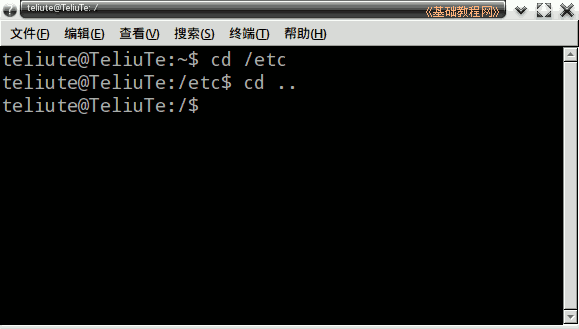 teliute@TeliuTe: /
《基础教程网》
文件(F) 编辑(E) 查看(V) 搜索(S) 终端(T) 帮助(H)
teliute@TeliuTe:~$ cd /etc
teliute@TeliuTe:/etc$ cd ..
teliute@TeliuTe:/$